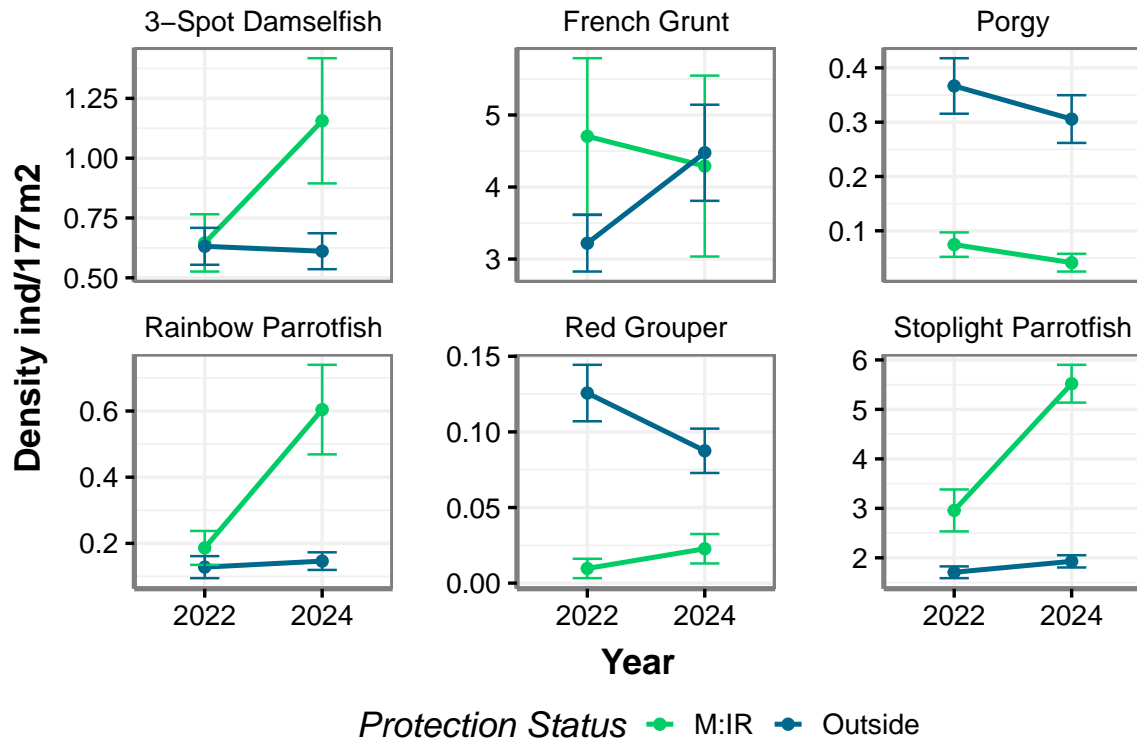 3−Spot Damselfish
French Grunt
Porgy
Density ind/177m2
1.25
1.00
0.75
0.50
5
4
3
0.4
0.3
0.2
0.1
Rainbow Parrotfish
Red Grouper
Stoplight Parrotfish
0.6
0.4
0.2
0.15
0.10
0.05
0.00
6
5
4
3
2
2022 2024
2022 2024
2022 2024
Year
Protection Status M:IR Outside